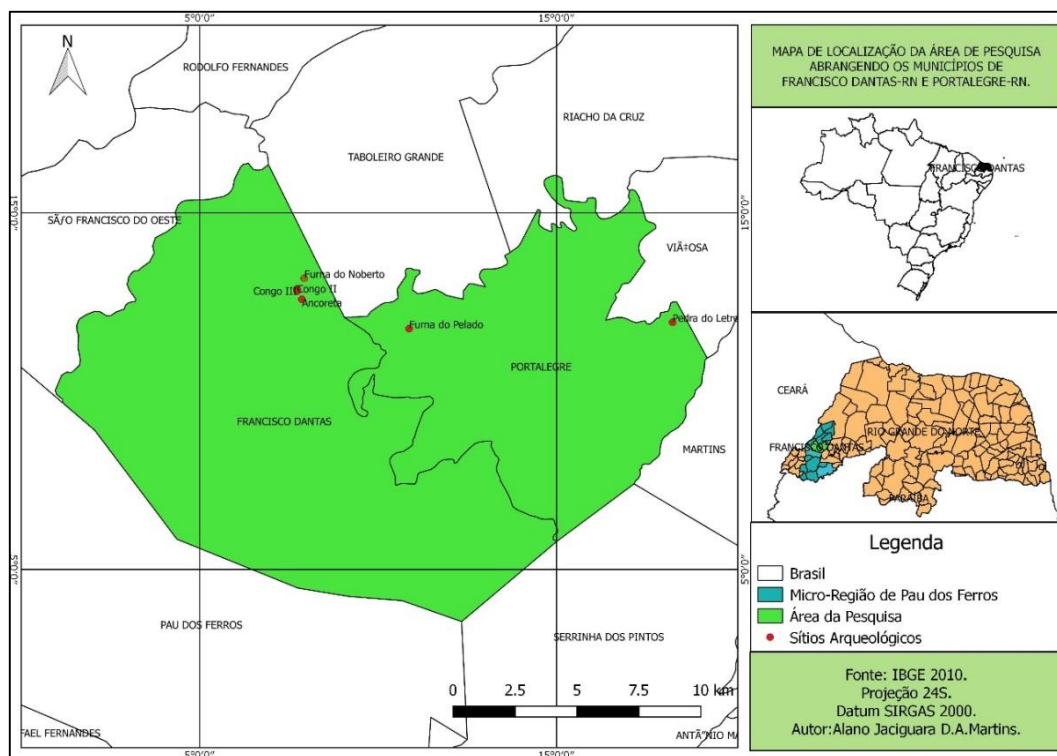 5°0'0"
15°0'0"
N
RODOLFO FERNANDES
RIACHO DA CRUZ
TABOLEIRO GRANDE
15°0'0"
15°0'0"
SÃ/O FRANCISCO DO OESTE
VIÃ‡OSA
Furna do Noberto
Congo III
Congo II
Ancoreta
Furna do Pelado
Pedra do Letre
PORTALEGRE
FRANCISCO DANTAS
MARTINS
5°0'0"
5°0'0"
PAU DOS FERROS
SERRINHA DOS PINTOS
0 2.5 5 7.5 10 km
FAEL FERNANDES
ANTÃ”NIO MA
5°0'0"
15°0'0"
MAPA DE LOCALIZAÇÃO DA ÁREA DE PESQUISA
ABRANGENDO OS MUNICÍPIOS DE
FRANCISCO DANTAS-RN E PORTALEGRE-RN.
FRANCISCO DANTAS
CEARÁ
RIO GRANDE DO NORTE
FRANCISCO DANTAS
PARAÍBA
Legenda
Brasil
Micro-Região de Pau dos Ferros
Área da Pesquisa
Sítios Arqueológicos
Fonte: IBGE 2010.
Projeção 24S.
Datum SIRGAS 2000.
Autor:Alano Jaciguara D.A.Martins.